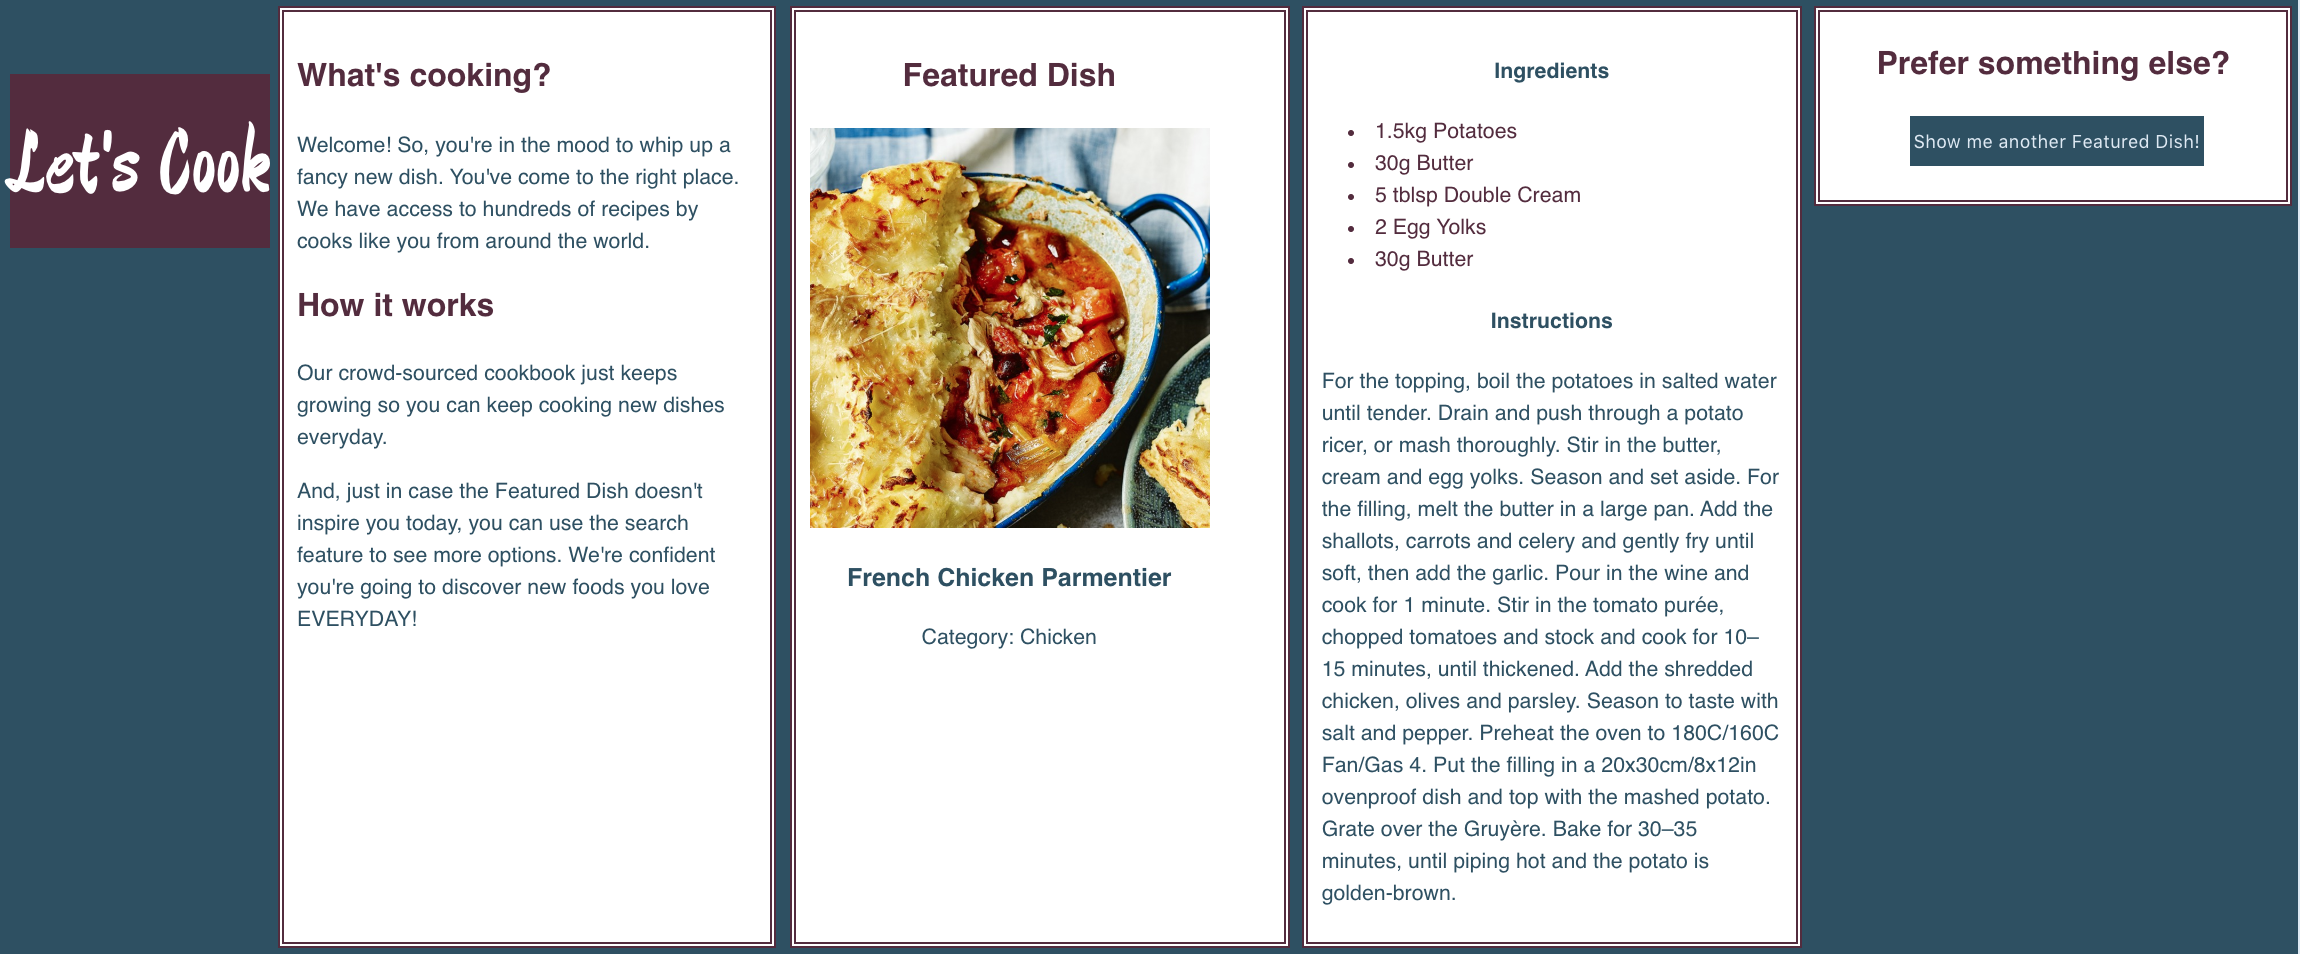 Let's Cook
What's cooking?
Welcome! So, you're in the mood to whip up a
fancy new dish. You've come to the right place.
We have access to hundreds of recipes by
cooks like you from around the world.
How it works
Our crowd-sourced cookbook just keeps
growing so you can keep cooking new dishes
everyday.
And, just in case the Featured Dish doesn't
inspire you today, you can use the search
feature to see more options. We're confident
you're going to discover new foods you love
EVERYDAY!
Featured Dish
French Chicken Parmentier
Category: Chicken
Ingredients
• 1.5kg Potatoes
• 30g Butter
• 5 tblsp Double Cream
• 2 Egg Yolks
• 30g Butter
Instructions
For the topping, boil the potatoes in salted water
until tender. Drain and push through a potato
ricer, or mash thoroughly. Stir in the butter,
cream and egg yolks. Season and set aside. For
the filling, melt the butter in a large pan. Add the
shallots, carrots and celery and gently fry until
soft, then add the garlic. Pour in the wine and
cook for 1 minute. Stir in the tomato purée,
chopped tomatoes and stock and cook for 10–
15 minutes, until thickened. Add the shredded
chicken, olives and parsley. Season to taste with
salt and pepper. Preheat the oven to 180C/160C
Fan/Gas 4. Put the filling in a 20x30cm/8x12in
ovenproof dish and top with the mashed potato.
Grate over the Gruyère. Bake for 30–35
minutes, until piping hot and the potato is
golden-brown.
Prefer something else?
Show me another Featured Dish!